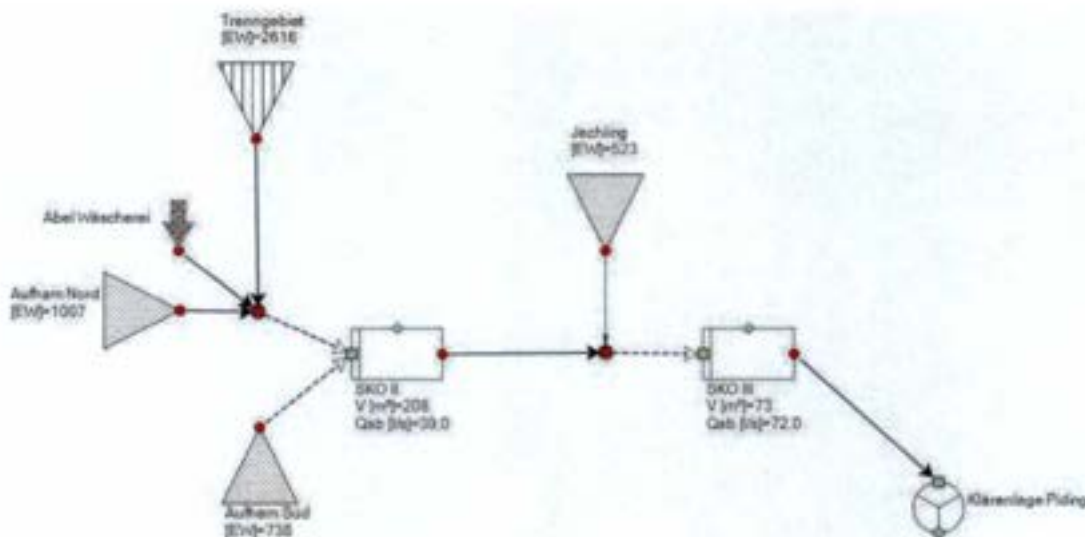 Trenngebiet
[EW]=2618
Jechling
[EW]=523
Abel Wäscherei
Aufham Nord
[EW]=1007
SKO II
V [m³]=208
Qab [l/s]=39,0
SKO III
V [m³]=73
Qab [l/s]=72,0
Aufham Süd
[EW]=738
Kläranlage Piding